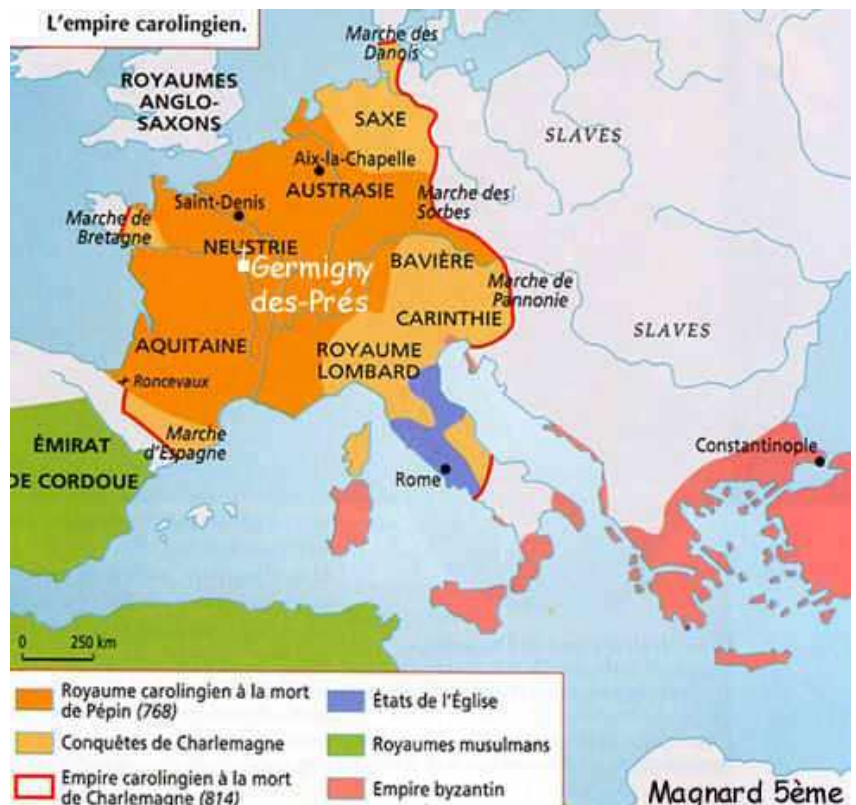 L'empire carolingien.
Marche des
Danois
ROYAUMES
ANGLO-
SAXONS
SAXE
SLAVES
Aix-la-Chapelle
AUSTRASIE
Saint-Denis
Marche des
Sorbes
Marche de
Bretagne
NEUSTRIE
Germigny
des-Prés
BAVIÈRE
Marche de
Pannonie
CARINTHIE
SLAVES
AQUITAINE
ROYAUME
LOMBARD
Roncevaux
Marche
d'Espagne
ÉMIRAT
DE CORDOUE
Constantinople
Rome
0 250 km
Royaume carolingien à la mort
de Pépin (768)
Conquêtes de Charlemagne
Empire carolingien à la mort
de Charlemagne (814)
États de l'Église
Royaumes musulmans
Empire byzantin
Magnard 5ème